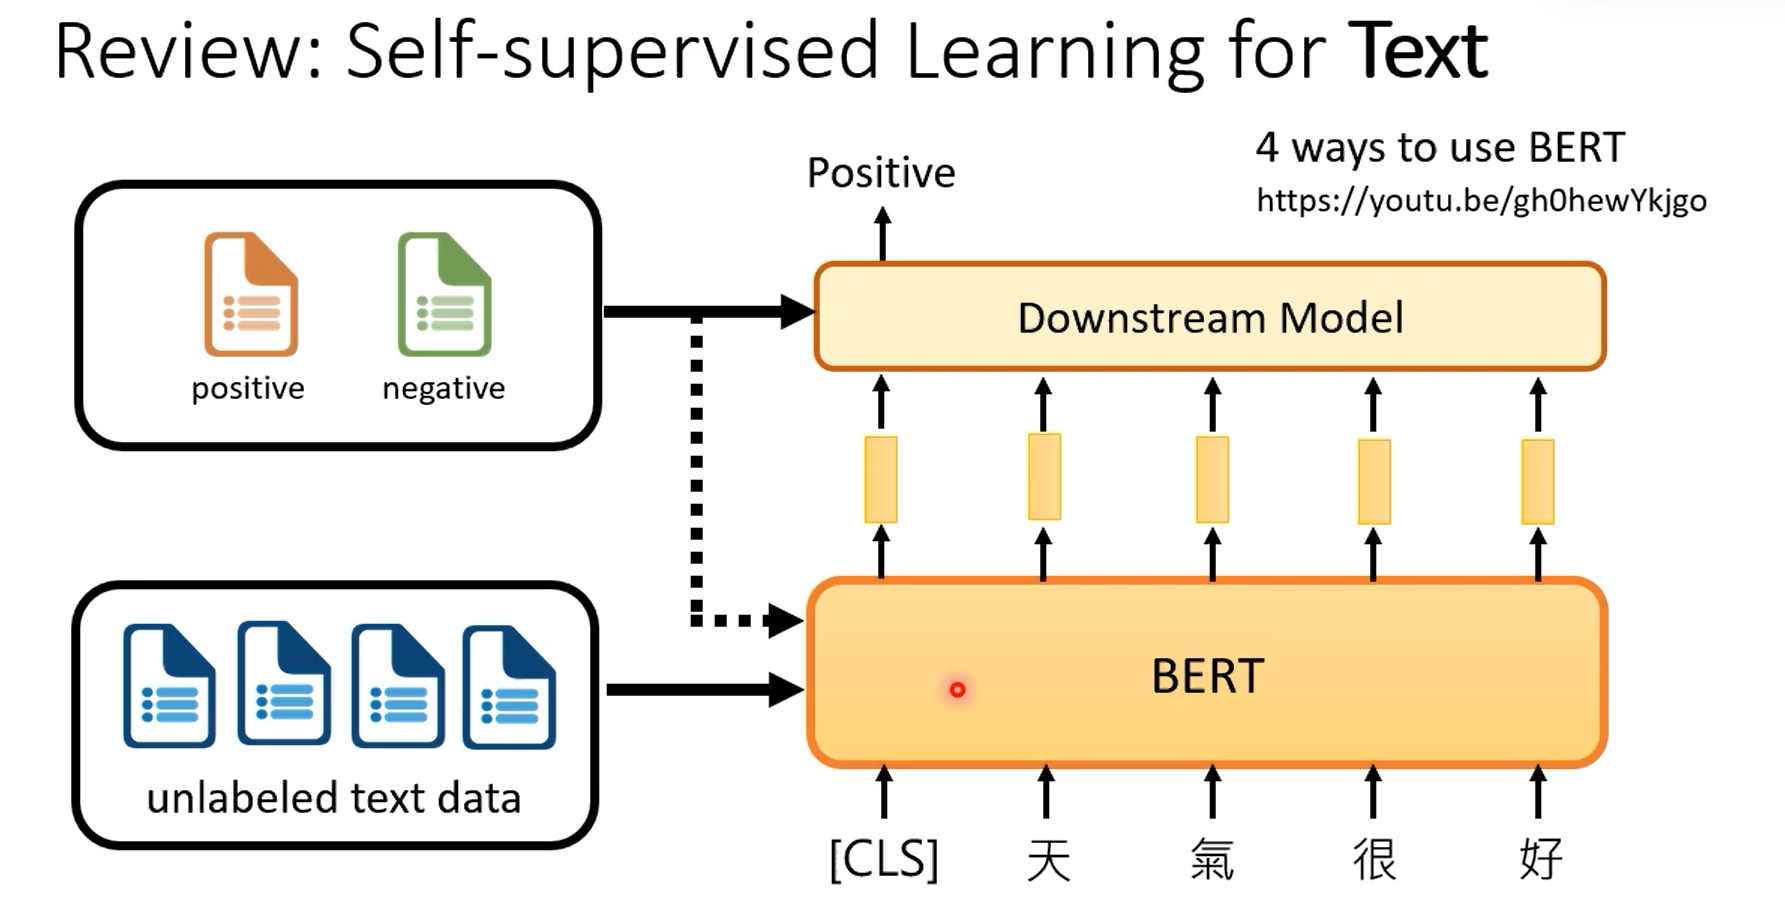 Review: Self-supervised Learning for Text
4 ways to use BERT
https://youtu.be/gh0hewYkjgo
Positive
positive
negative
Downstream Model
unlabeled text data
BERT
[CLS] 天 氣 很 好